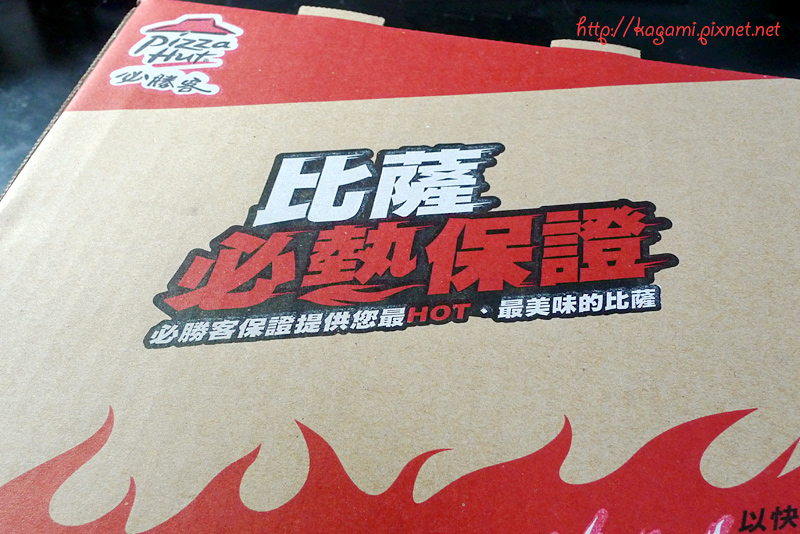 http://kagami.pixnet.net
Pizza
Hut
必勝客
比薩
必熱保證
必勝客保證提供您最HOT、最美味的比薩
以快